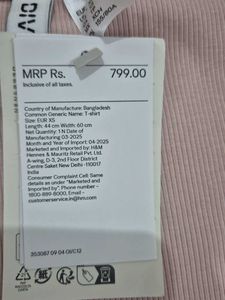 MRP Rs. 799.00
Inclusive of all taxes.
Country of Manufacture: Bangladesh
Common Generic Name: T-shirt
Size: EUR XS
Length: 44 cm Width: 60 cm
Net Quantity: 1 N Date of
Manufacturing 03-2025
Month and Year of Import: 04-2025
Marketed and Imported by: H&M
Hennes & Mauritz Retail Pvt. Ltd.
A-wing, D-3, 2nd Floor District
Centre Saket New Delhi-110017
India
Consumer Complaint Cell: Same
details as under "Marketed and
Imported by". Phone number -
1800-889-8000, Email -
customerservice.in@hm.com
353087 09 04 01/C12